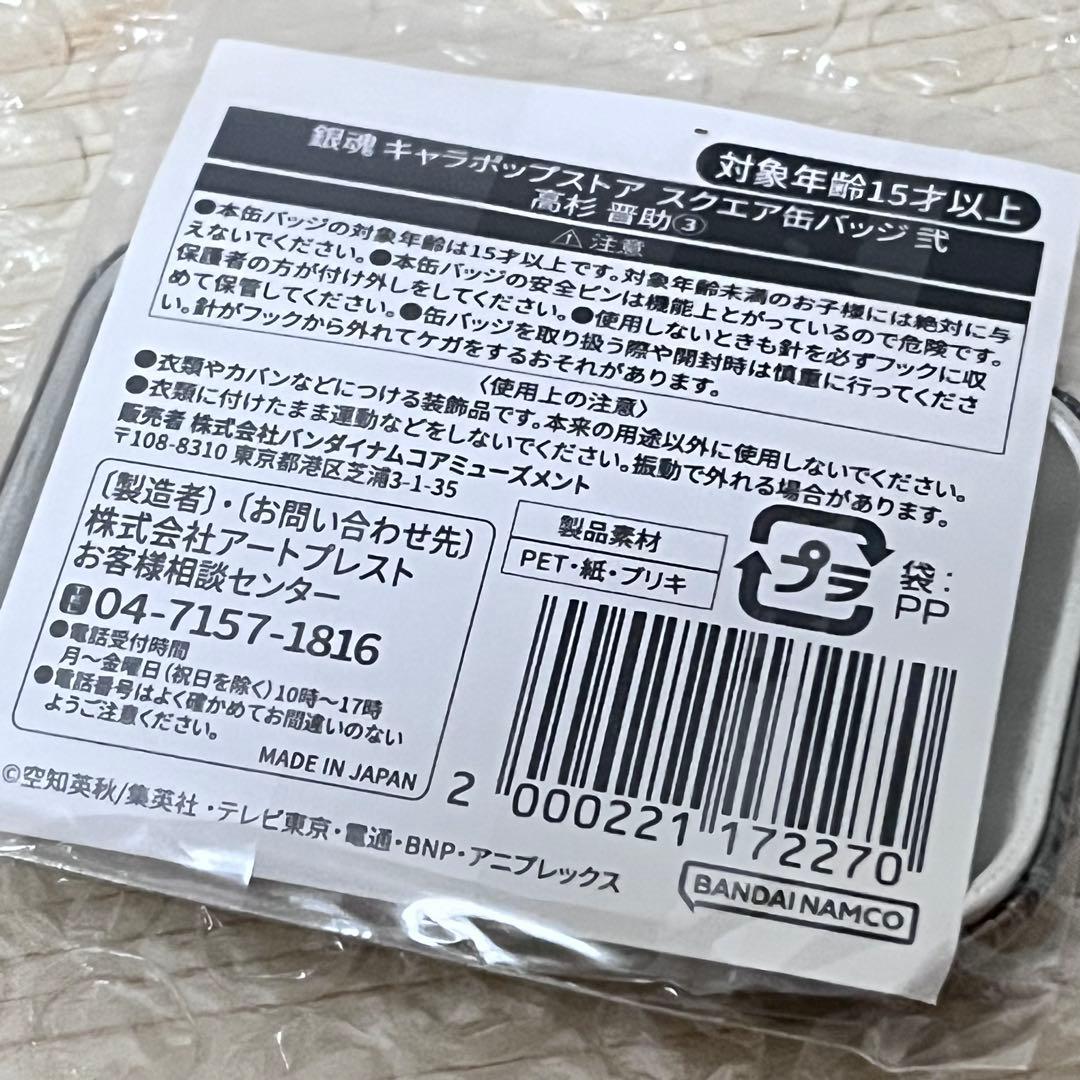 対象年齢15才以上
銀魂 キャラポップストア スクエア缶バッジ 弐
高杉 晋助③
⚠注意
●本缶バッジの対象年齢は15才以上です。対象年齢未満のお子様には絶対に与
えないでください。●本缶バッジの安全ピンは機能上とがっているので危険です。
保護者の方が付け外しをしてください。●使用しないときも針を必ずフックに収
めて保管してください。●缶バッジを取り扱う際や開封時は慎重に行ってくださ
い。針がフックから外れてケガをするおそれがあります。
〈使用上の注意〉
●衣類やカバンなどにつける装飾品です。本来の用途以外に使用しないでください。
●衣類に付けたまま運動などをしないでください。振動で外れる場合があります。
販売者 株式会社バンダイナムコアミューズメント
〒108-8310 東京都港区芝浦3-1-35
〔製造者〕・〔お問い合わせ先〕
株式会社アートプレスト
お客様相談センター
04-7157-1816
●電話受付時間
月～金曜日(祝日を除く)10時～17時
●電話番号はよく確かめてお間違いのない
ようご注意ください。
MADE IN JAPAN
製品素材
PET・紙・ブリキ
プラ
袋:
PP
2 000221 172270
©空知英秋/集英社・テレビ東京・電通・BNP・アニプレックス
BANDAI NAMCO